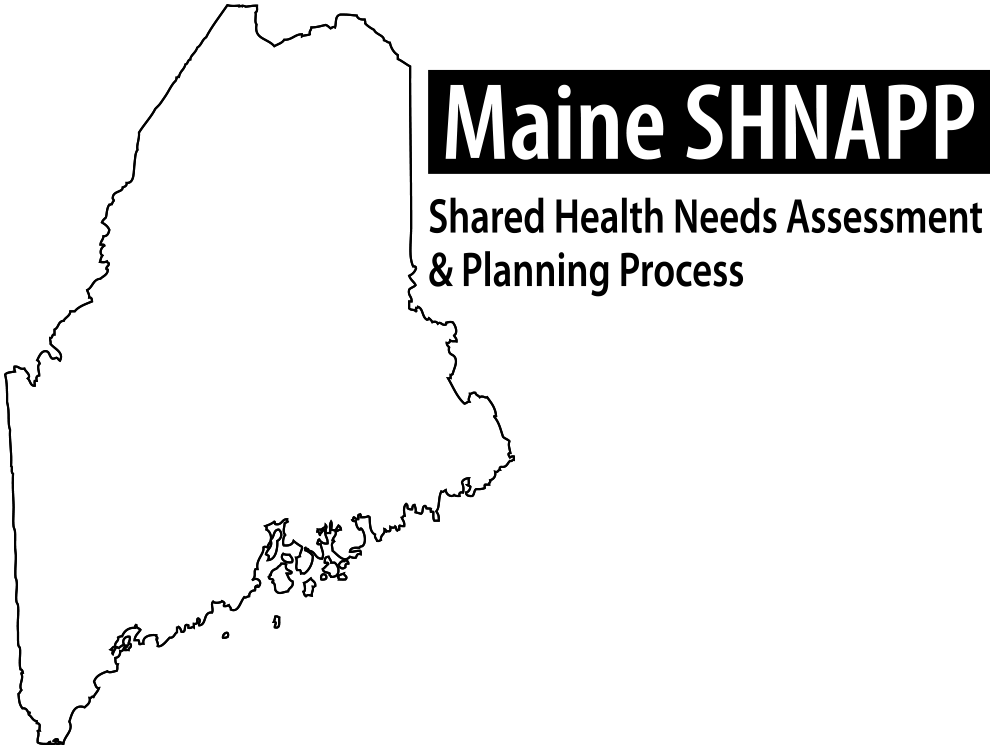 Maine SHNAPP
Shared Health Needs Assessment
& Planning Process